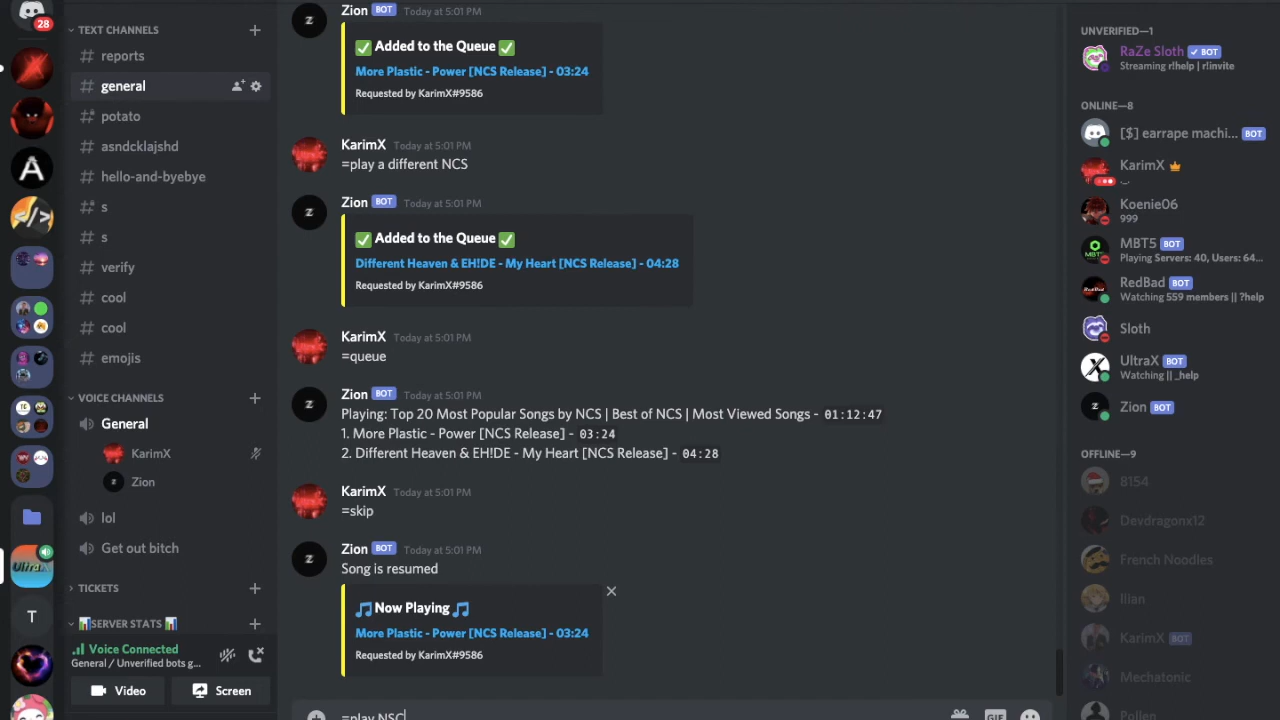 28
TEXT CHANNELS
reports
general
potato
asndcklajshd
hello-and-byebye
s
s
verify
cool
cool
emojis
VOICE CHANNELS
General
KarimX
Zion
lol
Get out bitch
TICKETS
📊SERVER STATS 📊
Voice Connected
General / Unverified bots g...
Video
Screen
T
Zion BOT Today at 5:01 PM
✅ Added to the Queue ✅
More Plastic - Power [NCS Release] - 03:24
Requested by KarimX#9586
KarimX Today at 5:01 PM
=play a different NCS
Zion BOT Today at 5:01 PM
✅ Added to the Queue ✅
Different Heaven & EH!DE - My Heart [NCS Release] - 04:28
Requested by KarimX#9586
KarimX Today at 5:01 PM
=queue
Zion BOT Today at 5:01 PM
Playing: Top 20 Most Popular Songs by NCS | Best of NCS | Most Viewed Songs - 01:12:47
1. More Plastic - Power [NCS Release] - 03:24
2. Different Heaven & EH!DE - My Heart [NCS Release] - 04:28
KarimX Today at 5:01 PM
=skip
Zion BOT Today at 5:01 PM
Song is resumed
🎵Now Playing 🎵
More Plastic - Power [NCS Release] - 03:24
Requested by KarimX#9586
=play NSC
GIF
UNVERIFIED—1
RaZe Sloth ✓ BOT
Streaming r!help | r!invite
ONLINE—8
[$] earrape machi... BOT
KarimX
._.
Koenie06
999
MBT5 BOT
Playing Servers: 40, Users: 64...
RedBad BOT
Watching 559 members || ?help
Sloth
UltraX BOT
Watching || _help
Zion BOT
OFFLINE—9
8154
Devdragonx12
French Noodles
Ilian
KarimX BOT
Mechatonic
Pollen